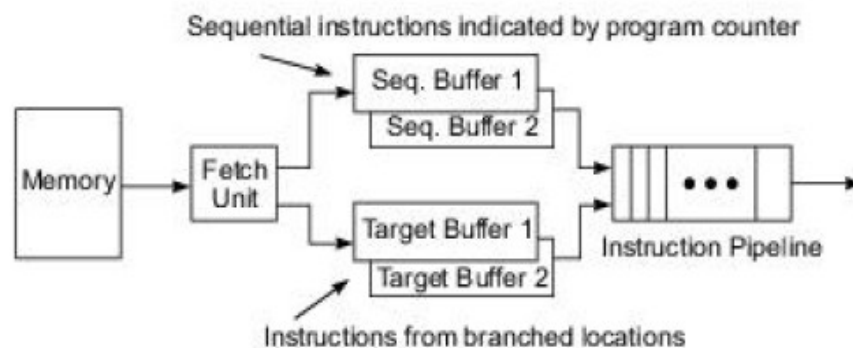 Sequential instructions indicated by program counter
Seq. Buffer 1
Seq. Buffer 2
Memory
Fetch
Unit
Target Buffer 1
Target Buffer 2
Instruction Pipeline
Instructions from branched locations